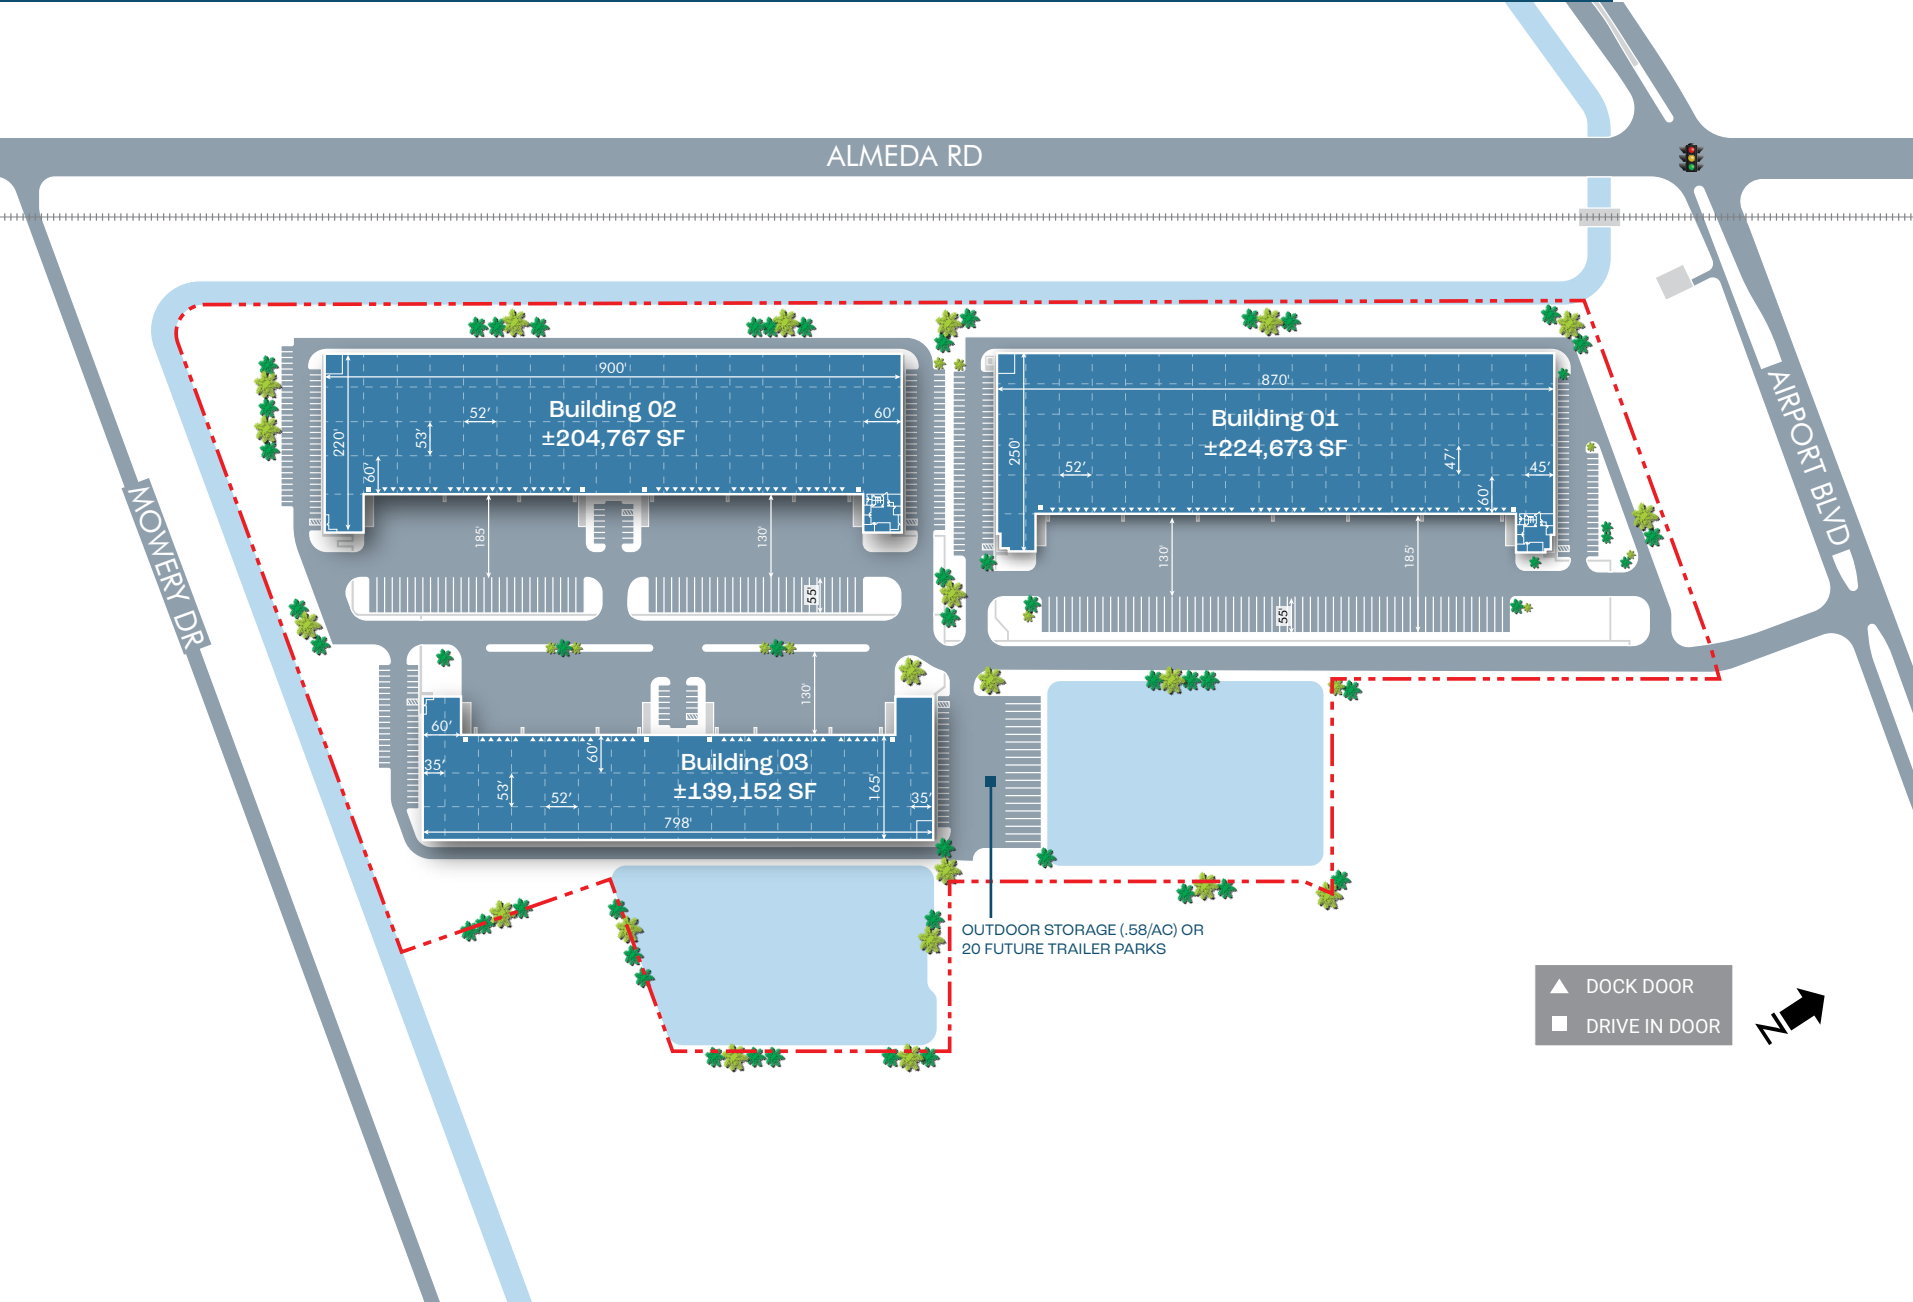 ALMEDA RD
MOWERY DR
AIRPORT BLVD
900'
Building 02
±204,767 SF
52'
53'
60'
220'
60'
185'
130'
55'
870'
Building 01
±224,673 SF
250'
52'
47'
60'
45'
130'
185'
55'
130'
60'
35'
53'
52'
60'
Building 03
±139,152 SF
165'
35'
798'
OUTDOOR STORAGE (.58/AC) OR
20 FUTURE TRAILER PARKS
DOCK DOOR
DRIVE IN DOOR
N